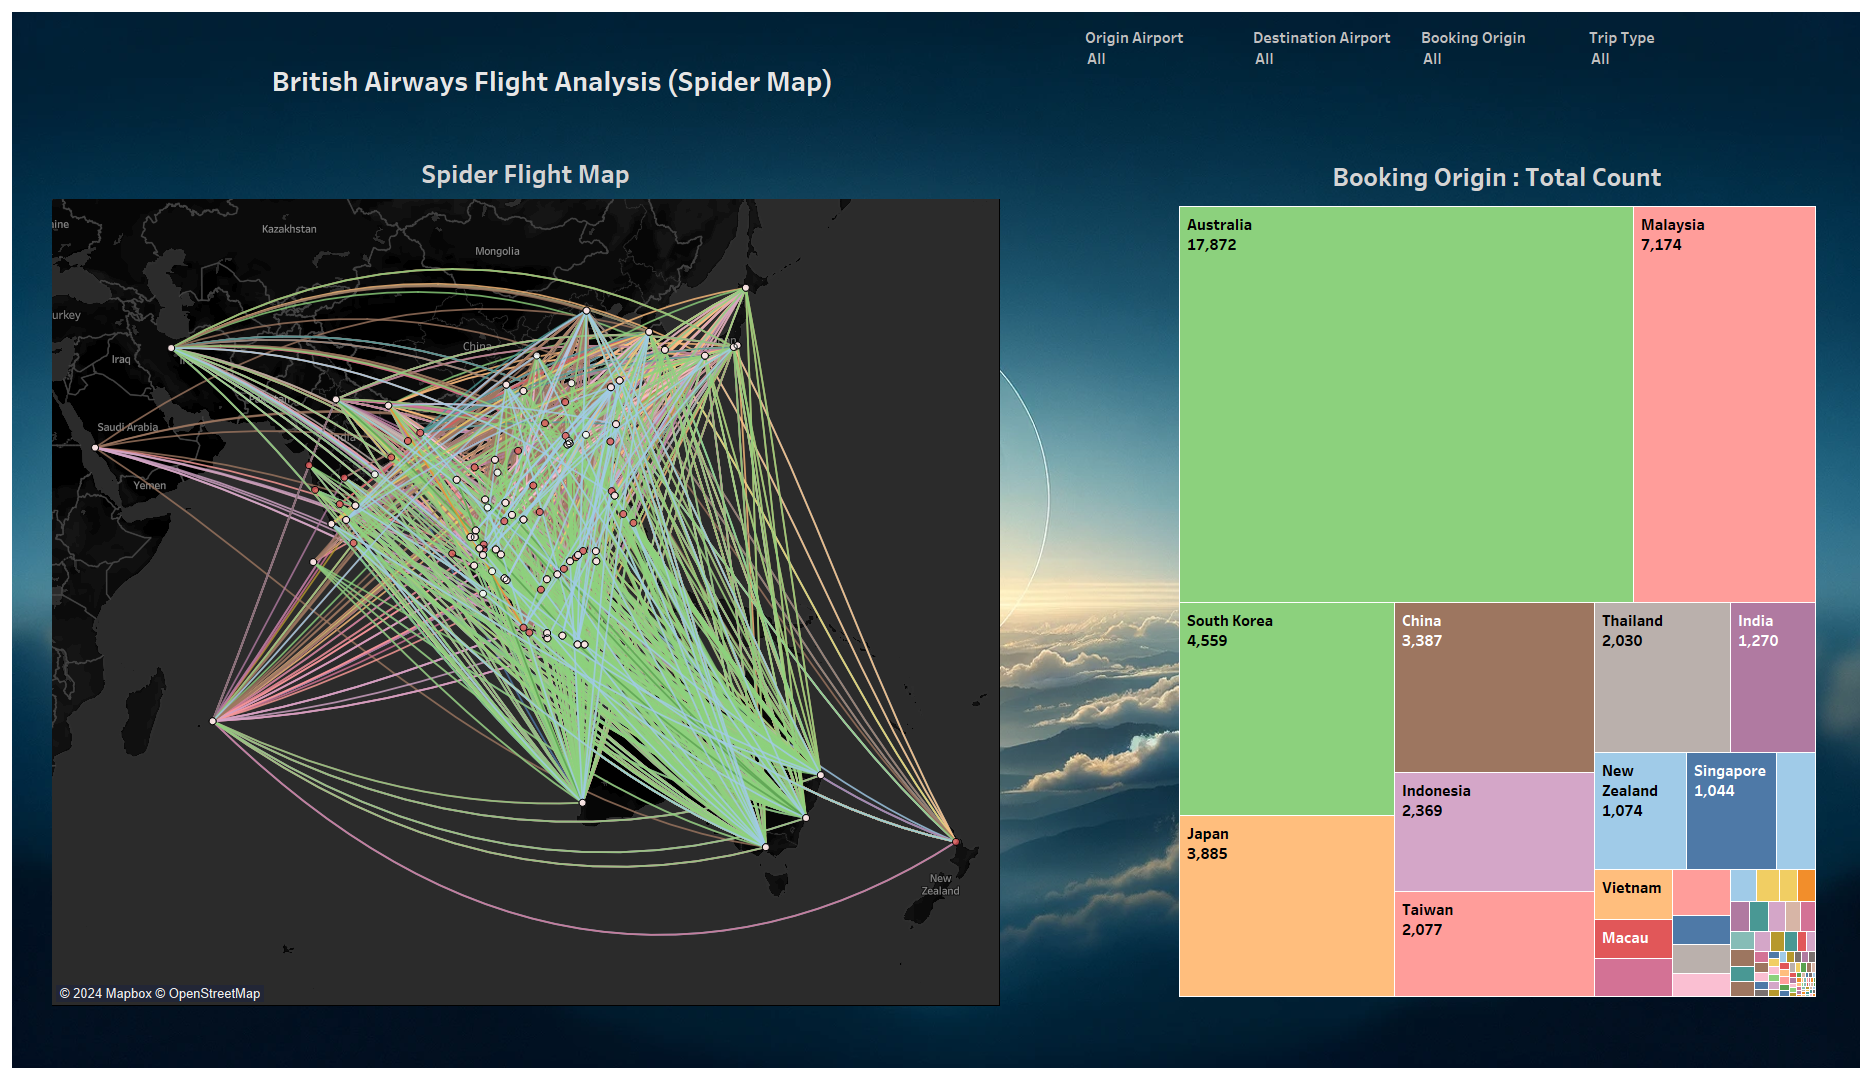 Origin Airport
All
Destination Airport
All
Booking Origin
All
Trip Type
All
British Airways Flight Analysis (Spider Map)
Spider Flight Map
Kazakhstan
Mongolia
China
Iraq
Saudi Arabia
Yemen
New
Zealand
© 2024 Mapbox © OpenStreetMap
Booking Origin : Total Count
Australia
17,872
Malaysia
7,174
South Korea
4,559
China
3,387
Thailand
2,030
India
1,270
Indonesia
2,369
New
Zealand
1,074
Singapore
1,044
Japan
3,885
Taiwan
2,077
Vietnam
Macau